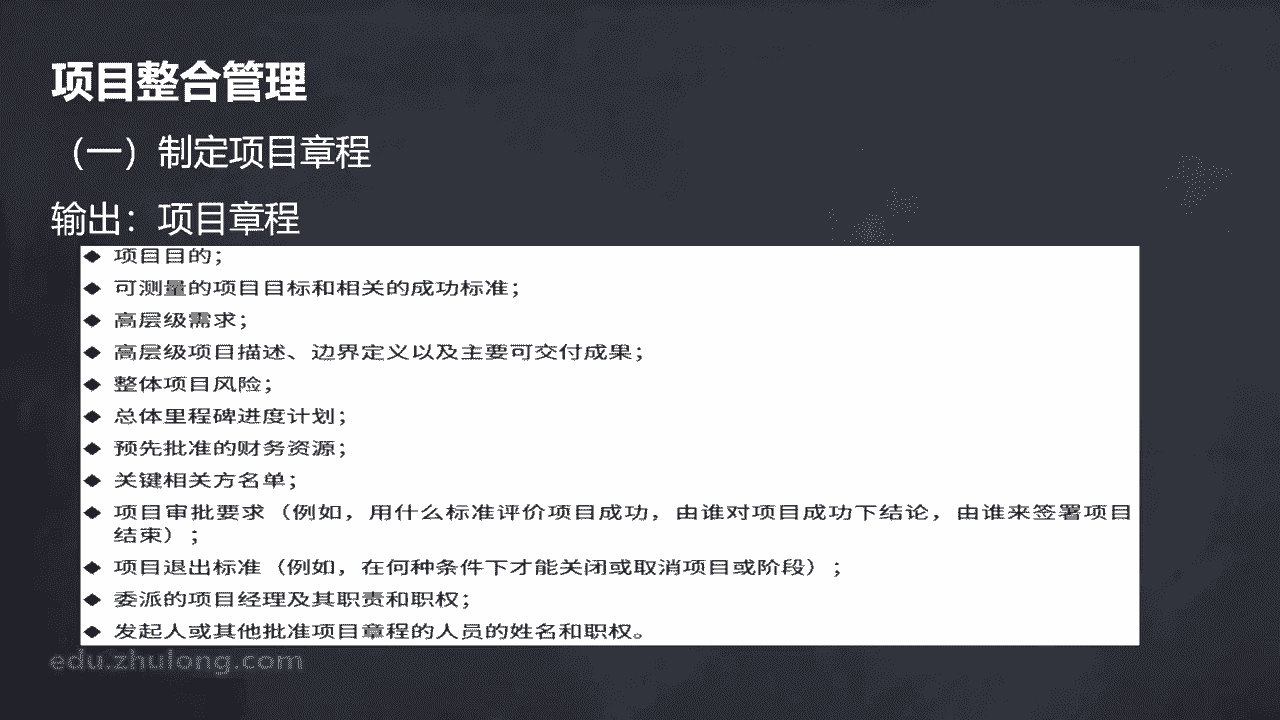 项目整合管理
（一）制定项目章程
输出：项目章程
◆ 项目目的；
◆ 可测量的项目目标和相关的成功标准；
◆ 高层级需求；
◆ 高层级项目描述、边界定义以及主要可交付成果；
◆ 整体项目风险；
◆ 总体里程碑进度计划；
◆ 预先批准的财务资源；
◆ 关键相关方名单；
◆ 项目审批要求（例如，用什么标准评价项目成功，由谁对项目成功下结论，由谁来签署项目
结束）；
◆ 项目退出标准（例如，在何种条件下才能关闭或取消项目或阶段）；
◆ 委派的项目经理及其职责和职权；
◆ 发起人或其他批准项目章程的人员的姓名和职权。
edu.zhulong.com